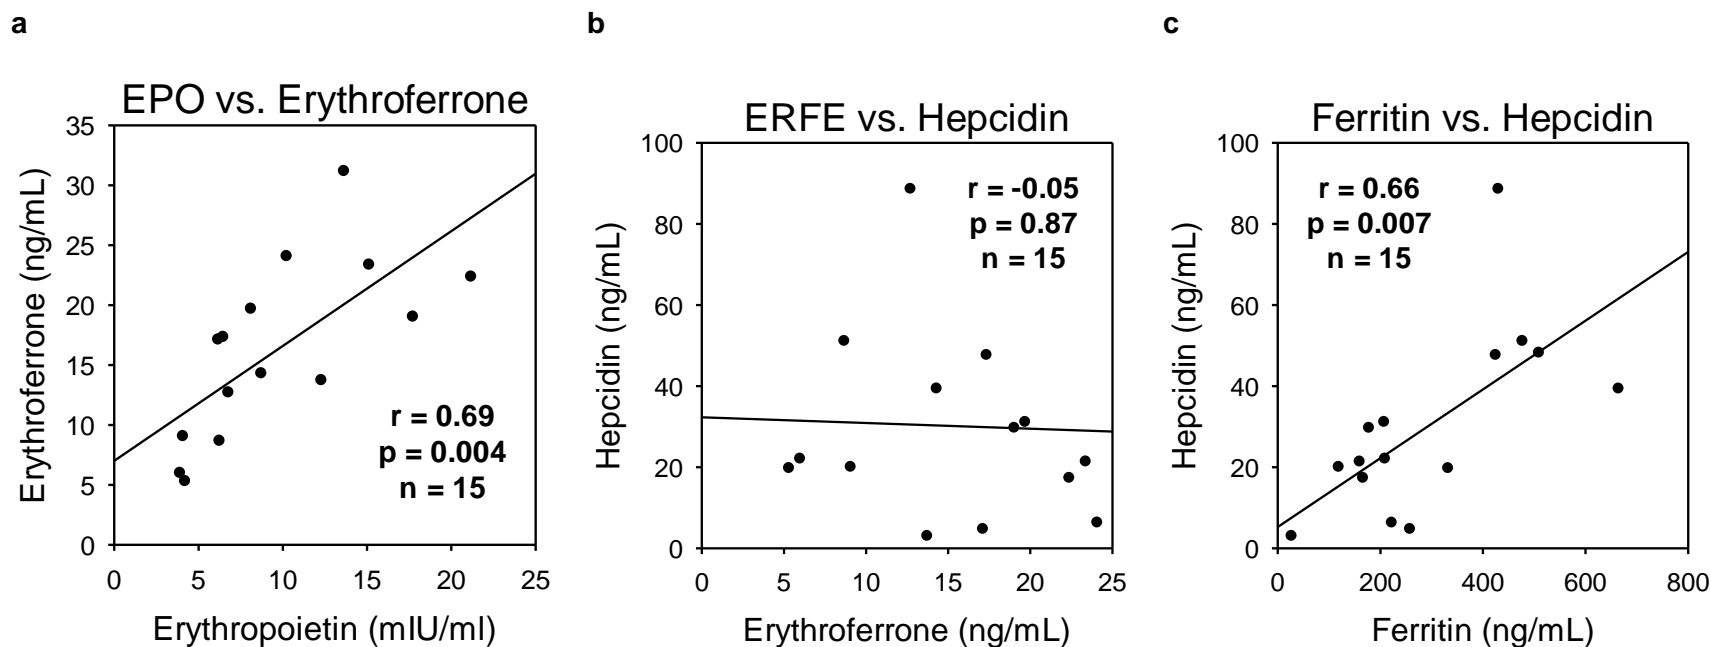 a
EPO vs. Erythroferrone
35
30
25
20
15
10
5
0
Erythroferrone (ng/mL)
r = 0.69
p = 0.004
n = 15
0 5 10 15 20 25
Erythropoietin (mIU/ml)
b
ERFE vs. Hepcidin
100
80
60
40
20
0
Hepcidin (ng/mL)
r = -0.05
p = 0.87
n = 15
0 5 10 15 20 25
Erythroferrone (ng/mL)
c
Ferritin vs. Hepcidin
100
80
60
40
20
0
Hepcidin (ng/mL)
r = 0.66
p = 0.007
n = 15
0 200 400 600 800
Ferritin (ng/mL)